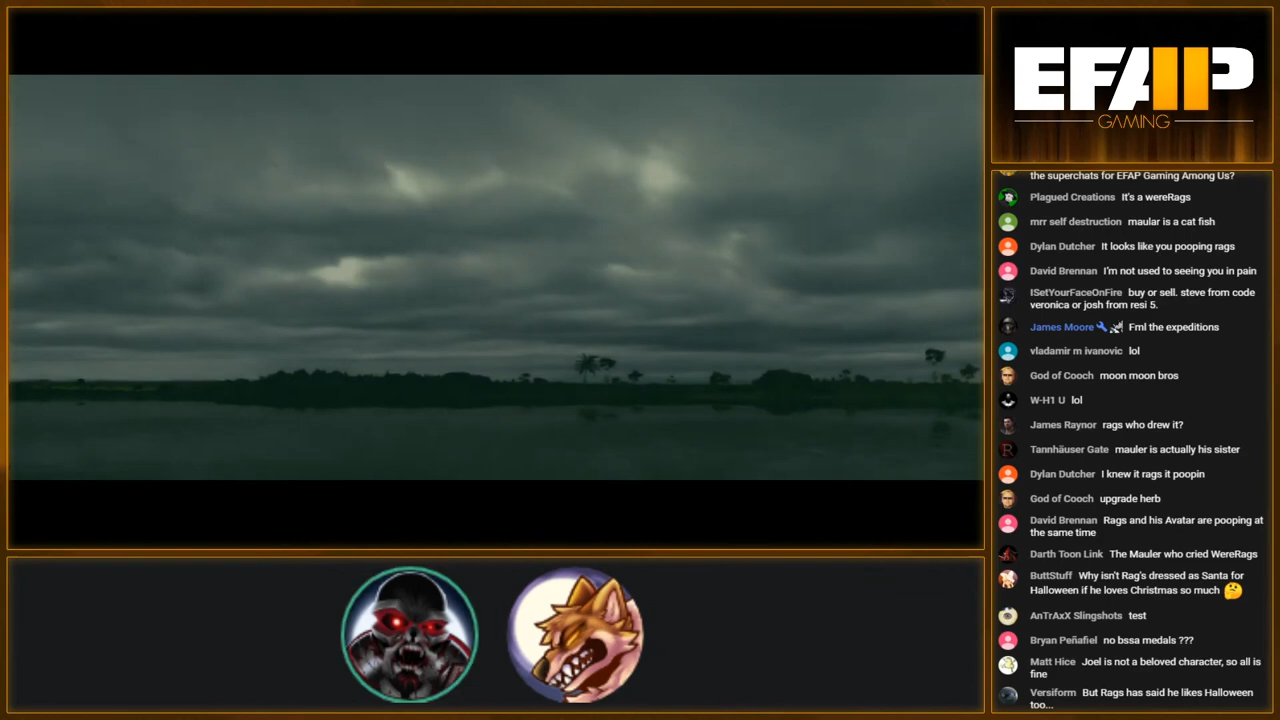 EFAP
GAMING
the superchats for EFAP Gaming Among Us?
Plagued Creations It's a wereRags
mrr self destruction maular is a cat fish
Dylan Dutcher It looks like you pooping rags
David Brennan I'm not used to seeing you in pain
ISetYourFaceOnFire buy or sell. steve from code
veronica or josh from resi 5.
James Moore Fml the expeditions
vladamir m ivanovic lol
God of Cooch moon moon bros
W-H1 U lol
James Raynor rags who drew it?
Tannhäuser Gate mauler is actually his sister
Dylan Dutcher I knew it rags it poopin
God of Cooch upgrade herb
David Brennan Rags and his Avatar are pooping at
the same time
Darth Toon Link The Mauler who cried WereRags
ButtStuff Why isn't Rag's dressed as Santa for
Halloween if he loves Christmas so much 🤔
AnTrAxX Slingshots test
Bryan Peñafiel no bssa medals ???
Matt Hice Joel is not a beloved character, so all is
fine
Versiform But Rags has said he likes Halloween
too...